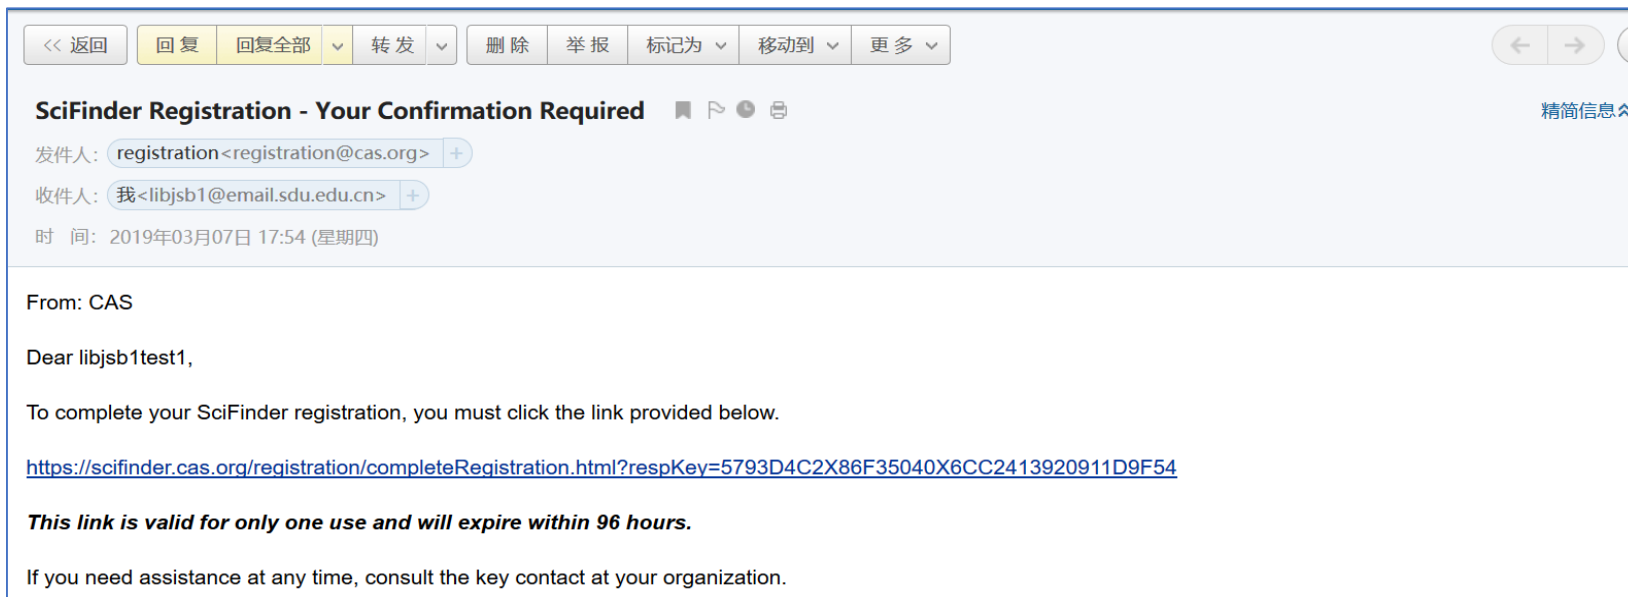 << 返回 回 复 回复全部 转 发 删 除 举 报 标记为 移动到 更 多
SciFinder Registration - Your Confirmation Required 精简信息
发件人： registration<registration@cas.org> +
收件人： 我<libjsb1@email.sdu.edu.cn> +
时 间： 2019年03月07日 17:54 (星期四)
From: CAS
Dear libjsb1test1,
To complete your SciFinder registration, you must click the link provided below.
https://scifinder.cas.org/registration/completeRegistration.html?respKey=5793D4C2X86F35040X6CC2413920911D9F54
This link is valid for only one use and will expire within 96 hours.
If you need assistance at any time, consult the key contact at your organization.